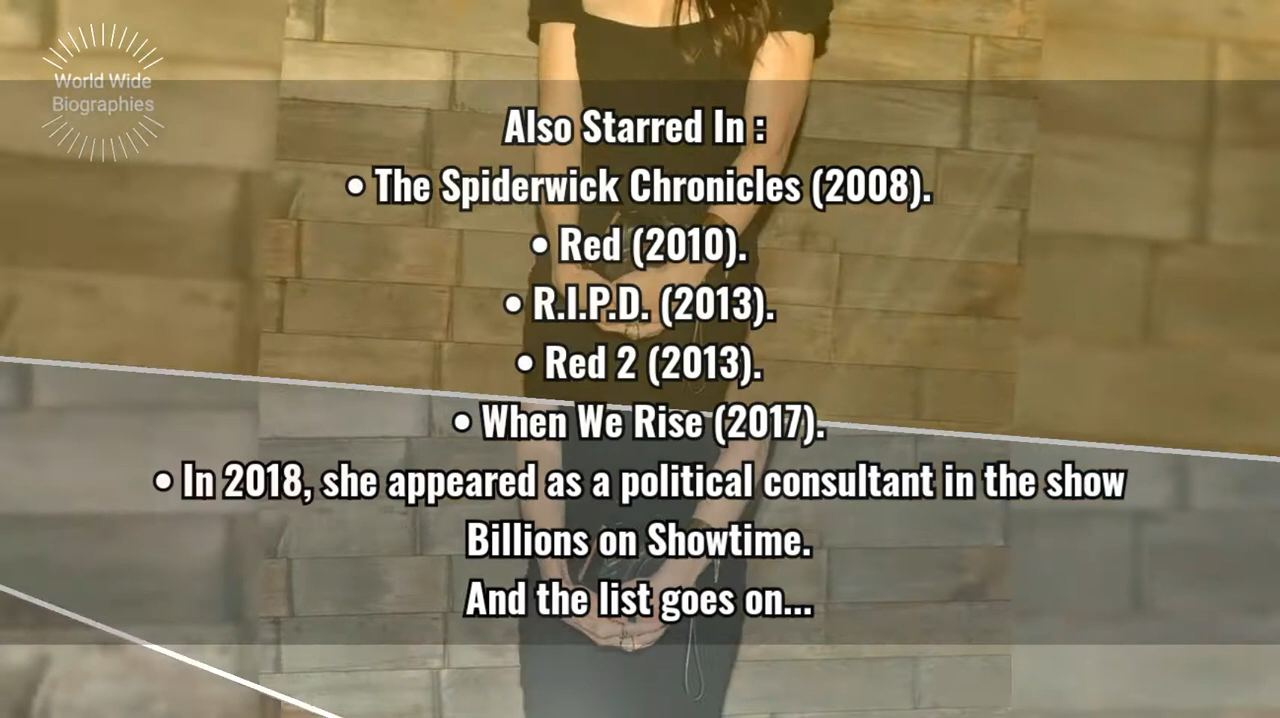 World Wide
Biographies
Also Starred In :
• The Spiderwick Chronicles (2008).
• Red (2010).
• R.I.P.D. (2013).
• Red 2 (2013).
• When We Rise (2017).
• In 2018, she appeared as a political consultant in the show
Billions on Showtime.
And the list goes on...